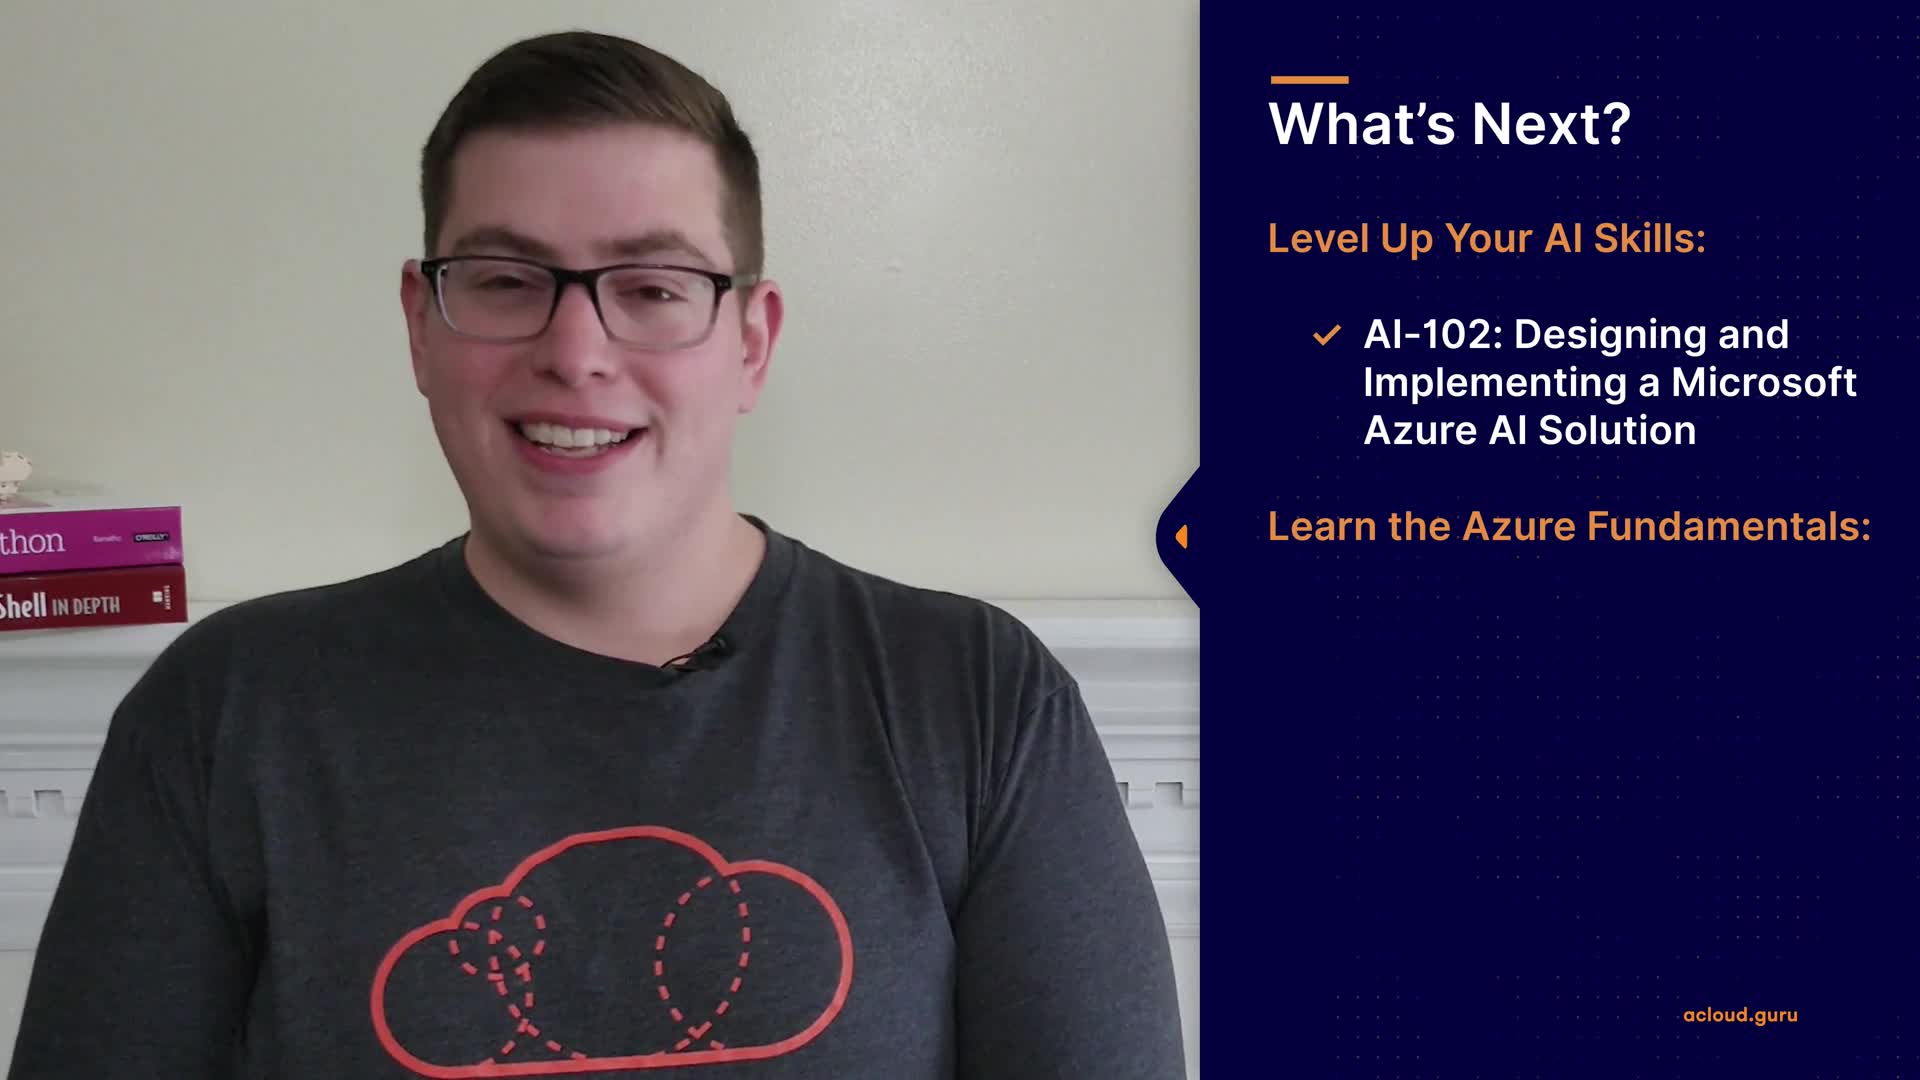 What's Next?
Level Up Your AI Skills:
AI-102: Designing and
Implementing a Microsoft
Azure AI Solution
Learn the Azure Fundamentals:
thon
O'REILLY
Shell IN DEPTH
acloud.guru